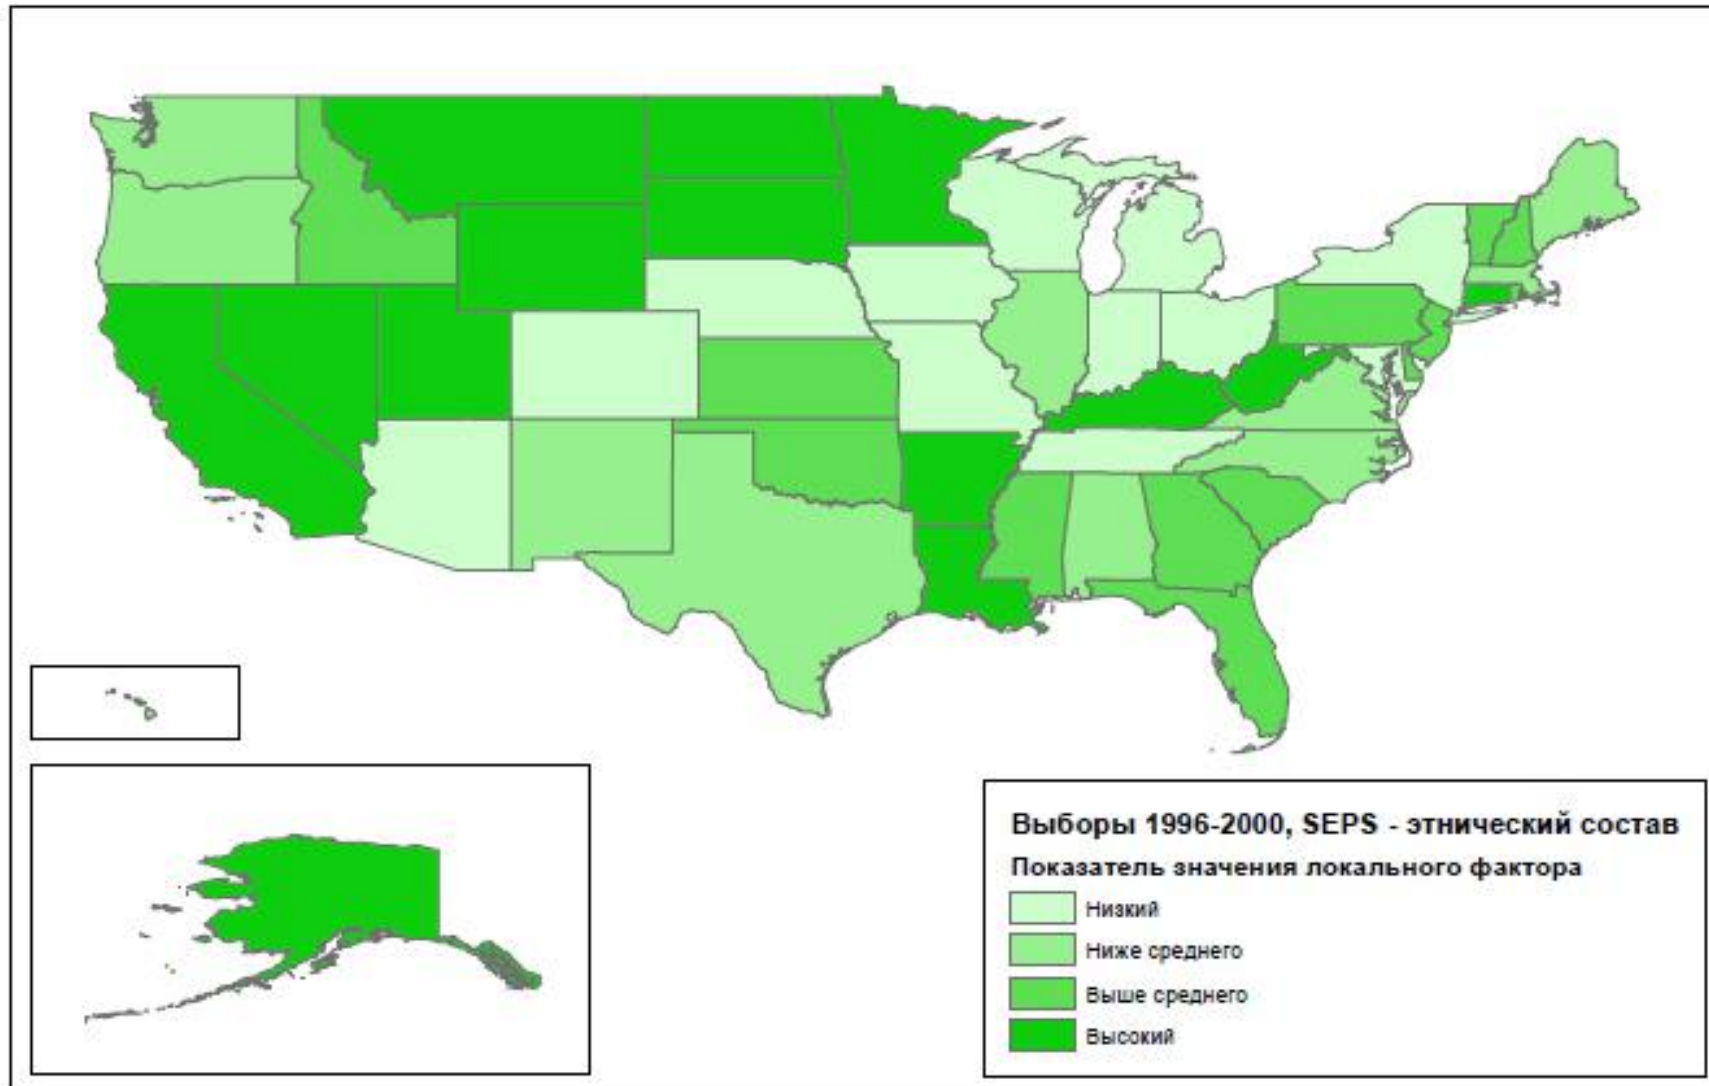 Выборы 1996-2000, SEPS - этнический состав
Показатель значения локального фактора
Низкий
Ниже среднего
Выше среднего
Высокий